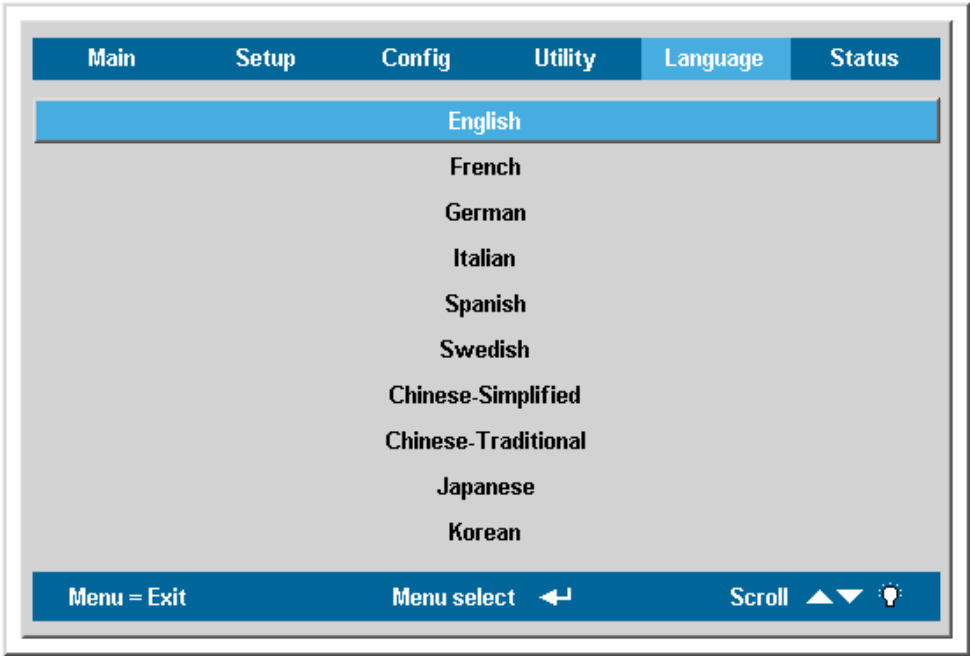 Main Setup Config Utility Language Status
English
French
German
Italian
Spanish
Swedish
Chinese-Simplified
Chinese-Traditional
Japanese
Korean
Menu = Exit Menu select Scroll